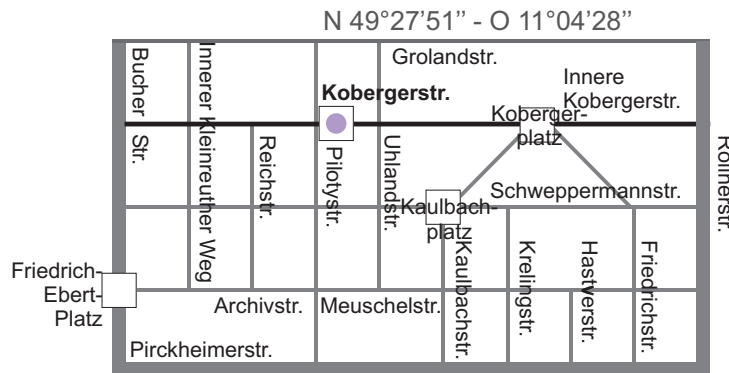 N 49°27'51’’ - O 11°04'28’’
Grolandstr.
Bucher
Str.
Innerer Kleinreuther Weg
Innere
Kobergerstr.
Kobergerstr.
Koberger-
platz
Reichstr.
Pilotystr.
Uhlandstr.
Rollnerstr.
Schweppermannstr.
Kaulbach-
platz
Friedrich-
Ebert-
Platz
Kaulbachstr.
Krelingstr.
Hastverstr.
Friedrichstr.
Archivstr.
Meuschelstr.
Pirckheimerstr.